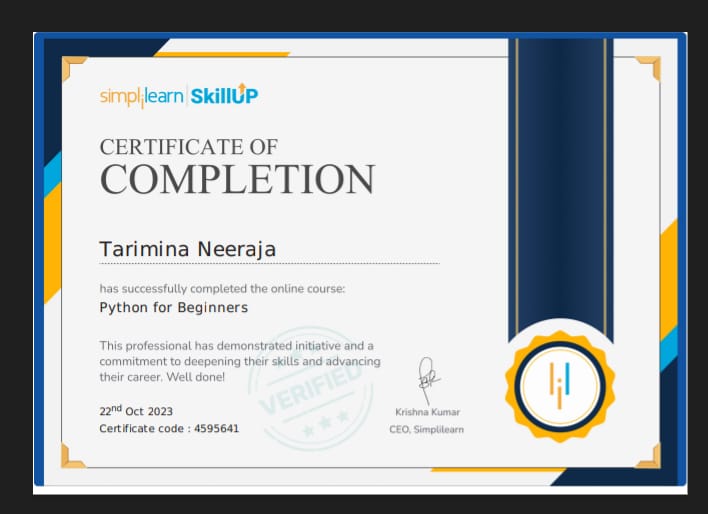 simplilearn | SkillUP
CERTIFICATE OF
COMPLETION
Tarimina Neeraja
has successfully completed the online course:
Python for Beginners
This professional has demonstrated initiative and a
commitment to deepening their skills and advancing
their career. Well done!
VERIFIED
22nd Oct 2023
Certificate code : 4595641
Krishna Kumar
CEO, Simplilearn